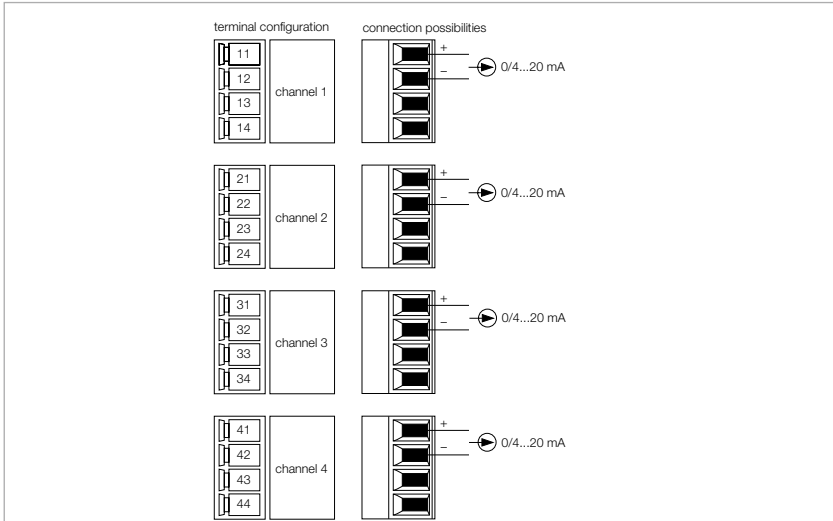 terminal configuration connection possibilities
11 +
12 – 0/4...20 mA
13 channel 1
14
21 +
22 – 0/4...20 mA
23 channel 2
24
31 +
32 – 0/4...20 mA
33 channel 3
34
41 +
42 – 0/4...20 mA
43 channel 4
44